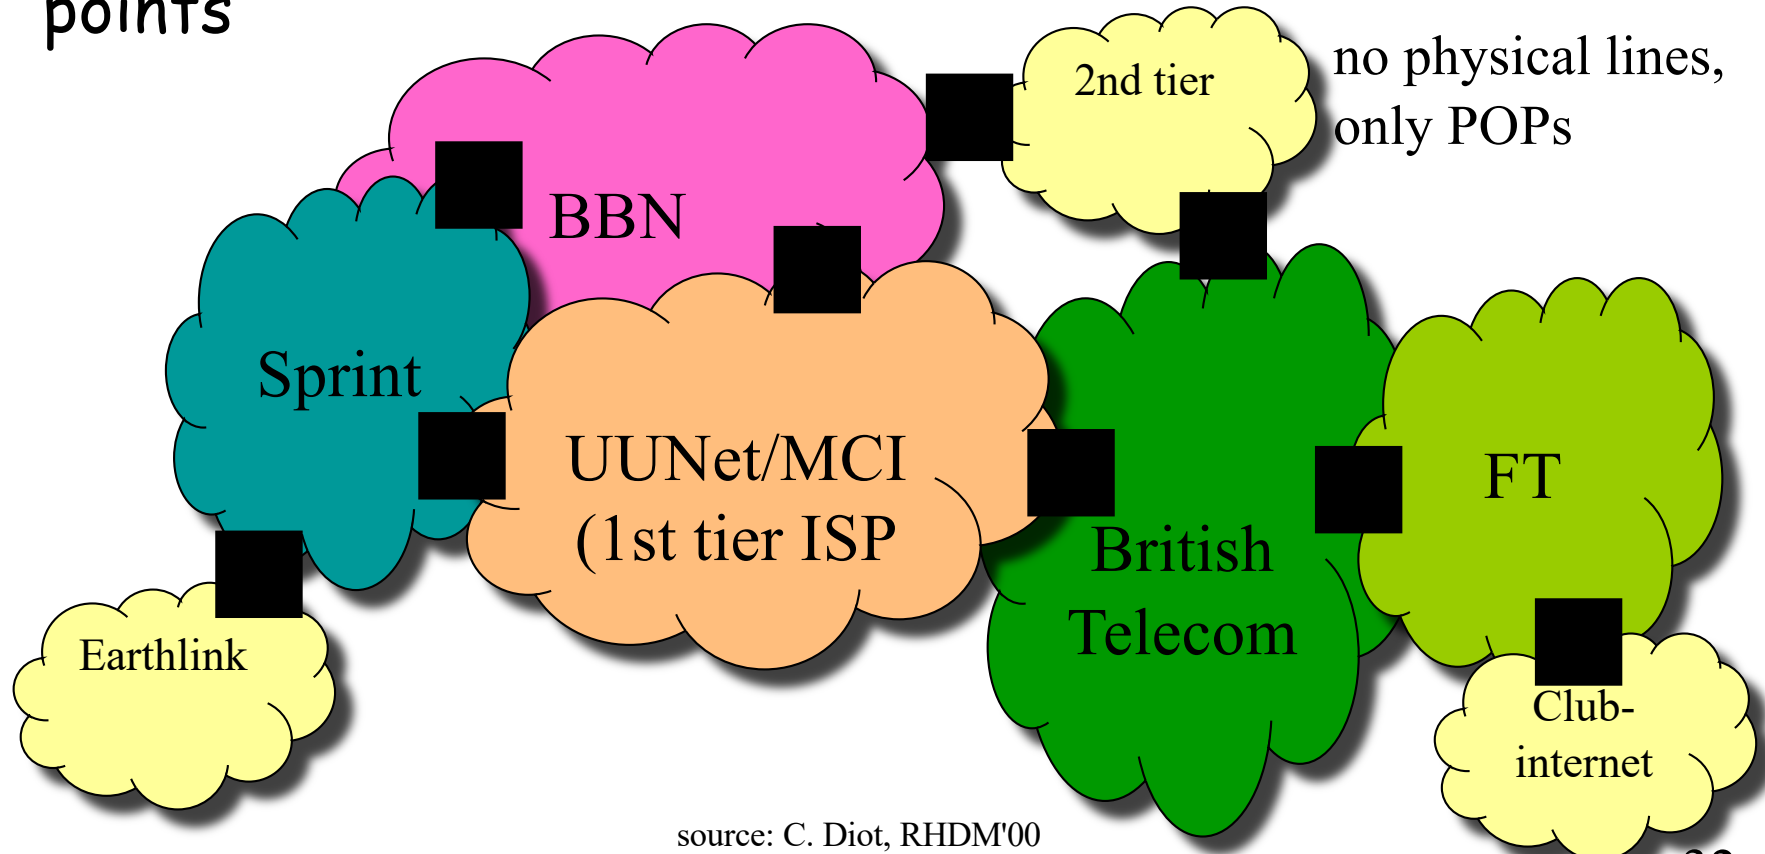 points
2nd tier
no physical lines,
only POPs
BBN
Sprint
UUNet/MCI
(1st tier ISP
FT
British
Telecom
Earthlink
Club-
internet
source: C. Diot, RHDM'00